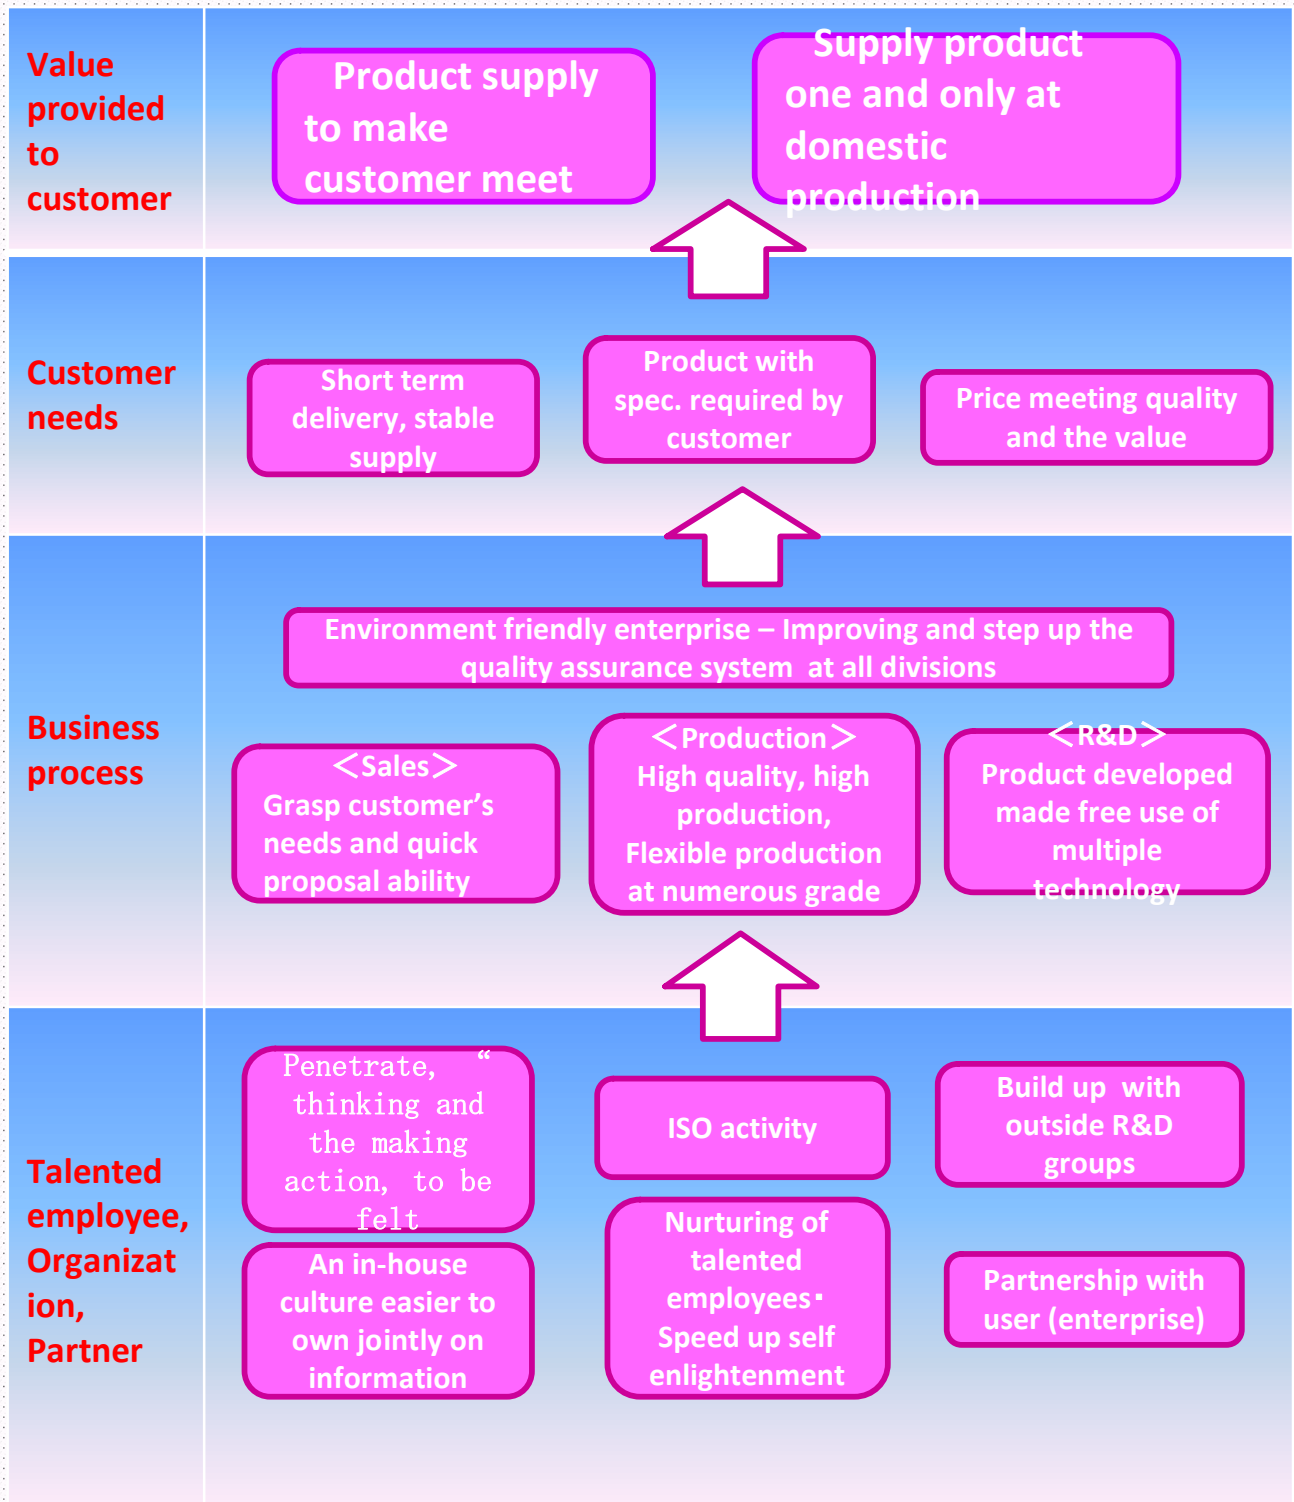 Value
provided
to
customer
Product supply
to make
customer meet
Supply product
one and only at
domestic
production
Customer
needs
Short term
delivery, stable
supply
Product with
spec. required by
customer
Price meeting quality
and the value
Business
process
Environment friendly enterprise – Improving and step up the
quality assurance system at all divisions
＜Sales＞
Grasp customer's
needs and quick
proposal ability
＜Production＞
High quality, high
production,
Flexible production
at numerous grade
＜R&D＞
Product developed
made free use of
multiple
technology
Talented
employee,
Organizat
ion,
Partner
Penetrate, “
thinking and
the making
action, to be
felt
An in-house
culture easier to
own jointly on
information
ISO activity
Nurturing of
talented
employees･
Speed up self
enlightenment
Build up with
outside R&D
groups
Partnership with
user (enterprise)